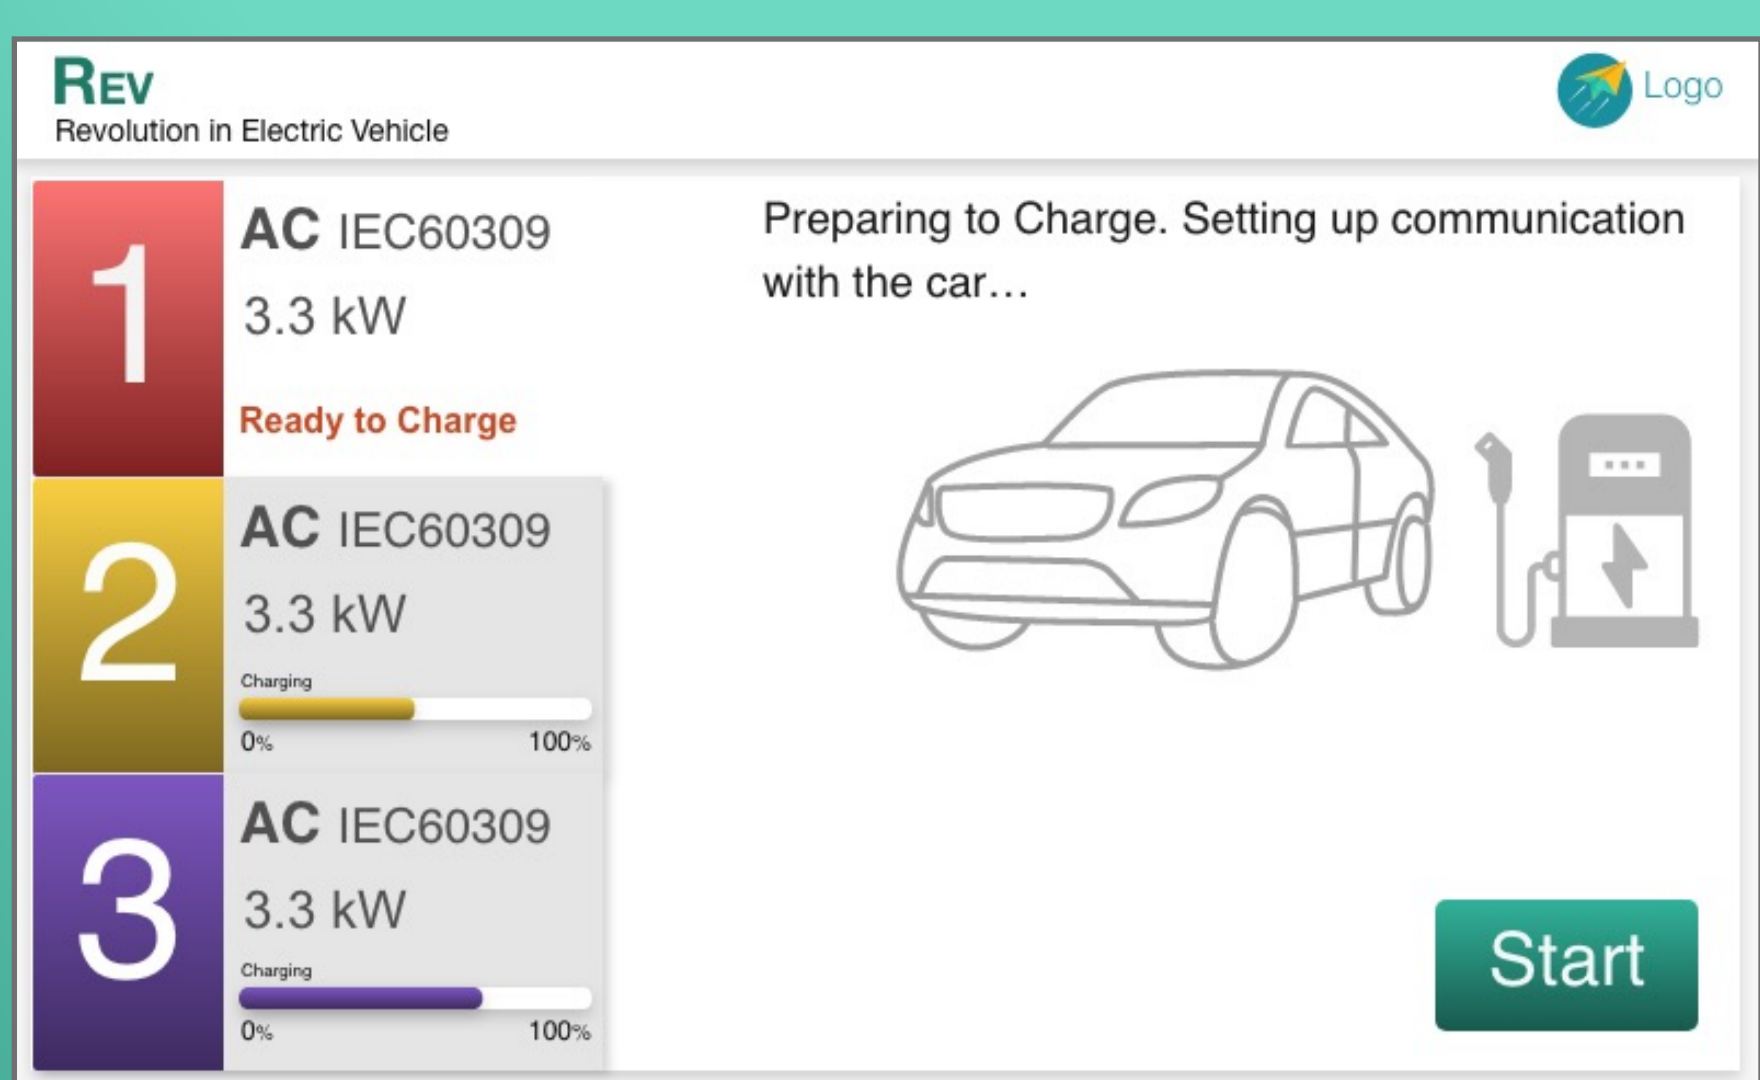 REV
Revolution in Electric Vehicle
Logo
1
AC IEC60309
3.3 kW
Ready to Charge
2
AC IEC60309
3.3 kW
Charging
0% 100%
3
AC IEC60309
3.3 kW
Charging
0% 100%
Preparing to Charge. Setting up communication
with the car...
Start